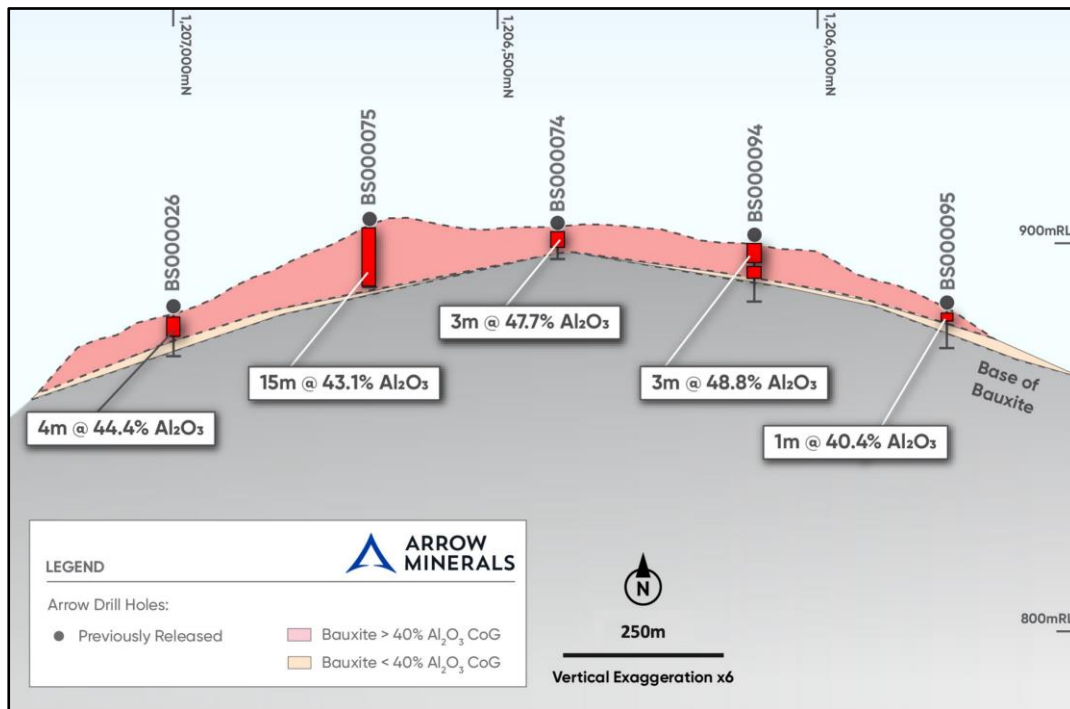 1,207,000mN
1,206,500mN
1,206,000mN
BS000026
BS000075
BS000074
BS000094
BS000095
900mRL
3m @ 47.7% Al₂O₃
15m @ 43.1% Al₂O₃
3m @ 48.8% Al₂O₃
4m @ 44.4% Al₂O₃
1m @ 40.4% Al₂O₃
Base of
Bauxite
ARROW
MINERALS
LEGEND
Arrow Drill Holes:
Previously Released
Bauxite > 40% Al₂O₃ CoG
Bauxite < 40% Al₂O₃ CoG
N
250m
Vertical Exaggeration x6
800mRL